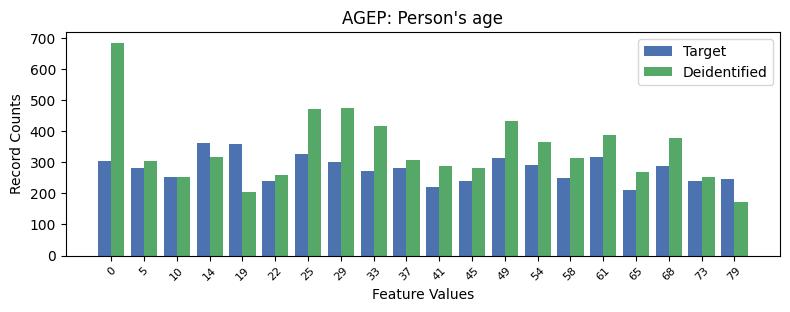 AGEP: Person's age
Target
Deidentified
Record Counts
700
600
500
400
300
200
100
0
0 5 10 14 19 22 25 29 33 37 41 45 49 54 58 61 65 68 73 79
Feature Values